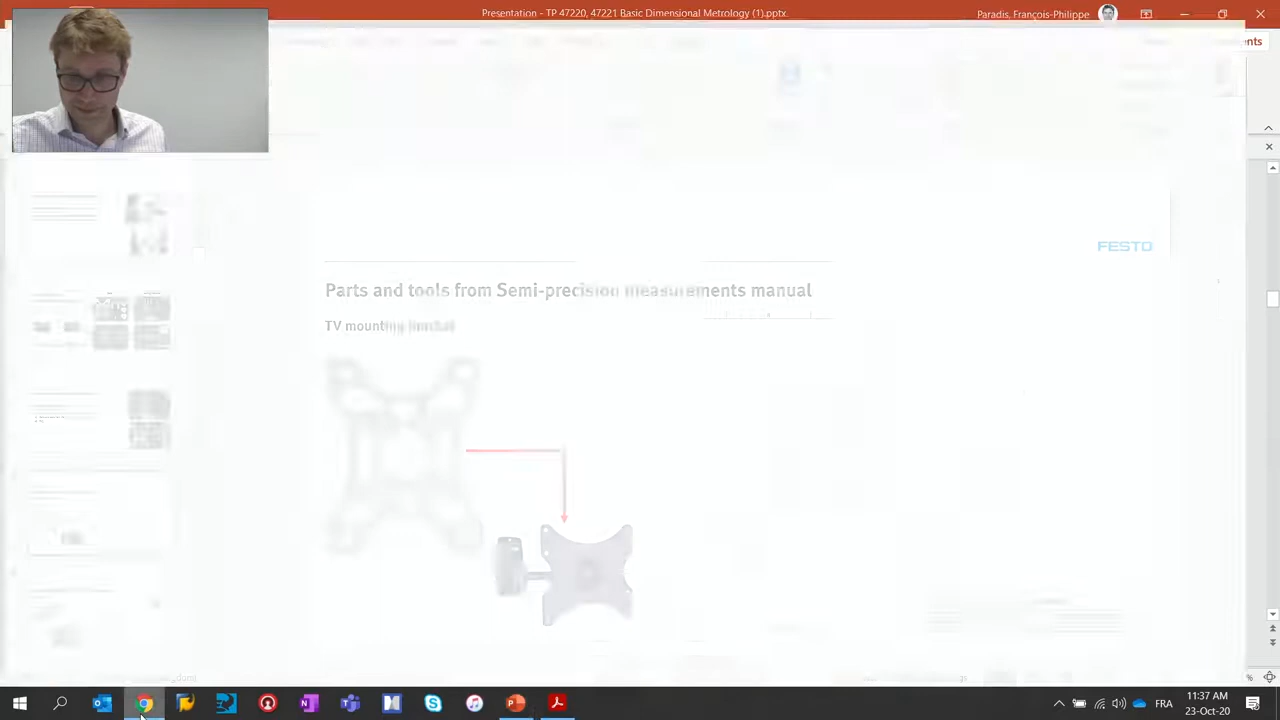 Presentation - TP 47220, 47221 Basic Dimensional Metrology (1).pptx
Paradis, François-Philippe
nts
FESTO
Parts and tools from Semi-precision measurements manual
TV mounting bracket
11:37 AM
FRA
23-Oct-20